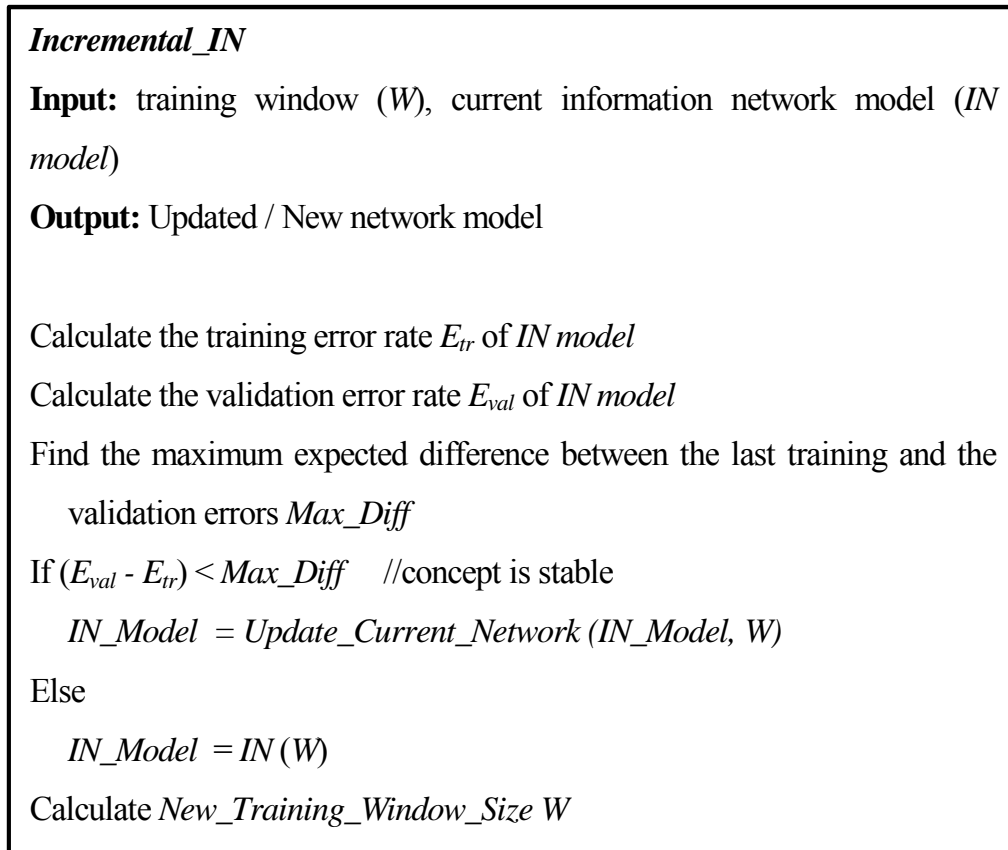 Incremental_IN
Input: training window (W), current information network model (IN
model)
Output: Updated / New network model
Calculate the training error rate Etr of IN model
Calculate the validation error rate Eval of IN model
Find the maximum expected difference between the last training and the
validation errors Max_Diff
If (Eval - Etr) < Max_Diff //concept is stable
IN_Model = Update_Current_Network (IN_Model, W)
Else
IN_Model = IN (W)
Calculate New_Training_Window_Size W